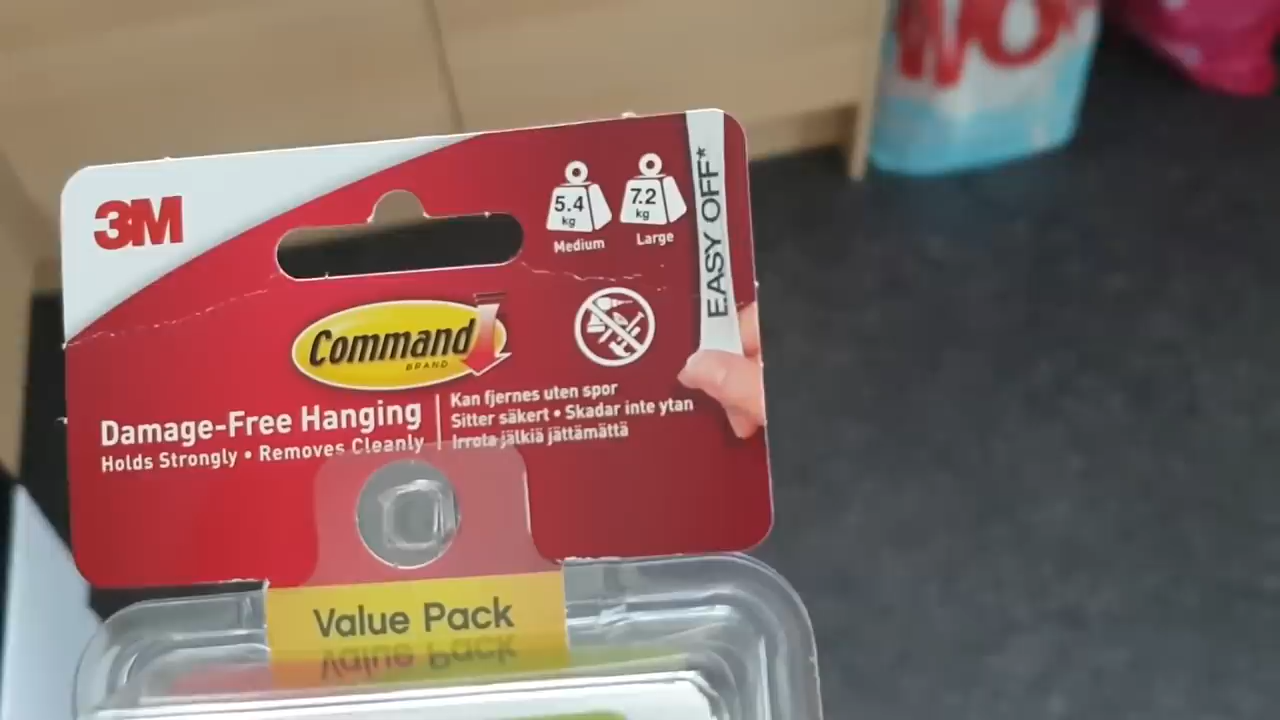 3M
5.4
kg
Medium
7.2
kg
Large
EASY OFF*
Command
BRAND
Damage-Free Hanging
Holds Strongly • Removes Cleanly
Kan fjernes uten spor
Sitter säkert • Skadar inte ytan
Irrota jälkiä jättämättä
Value Pack